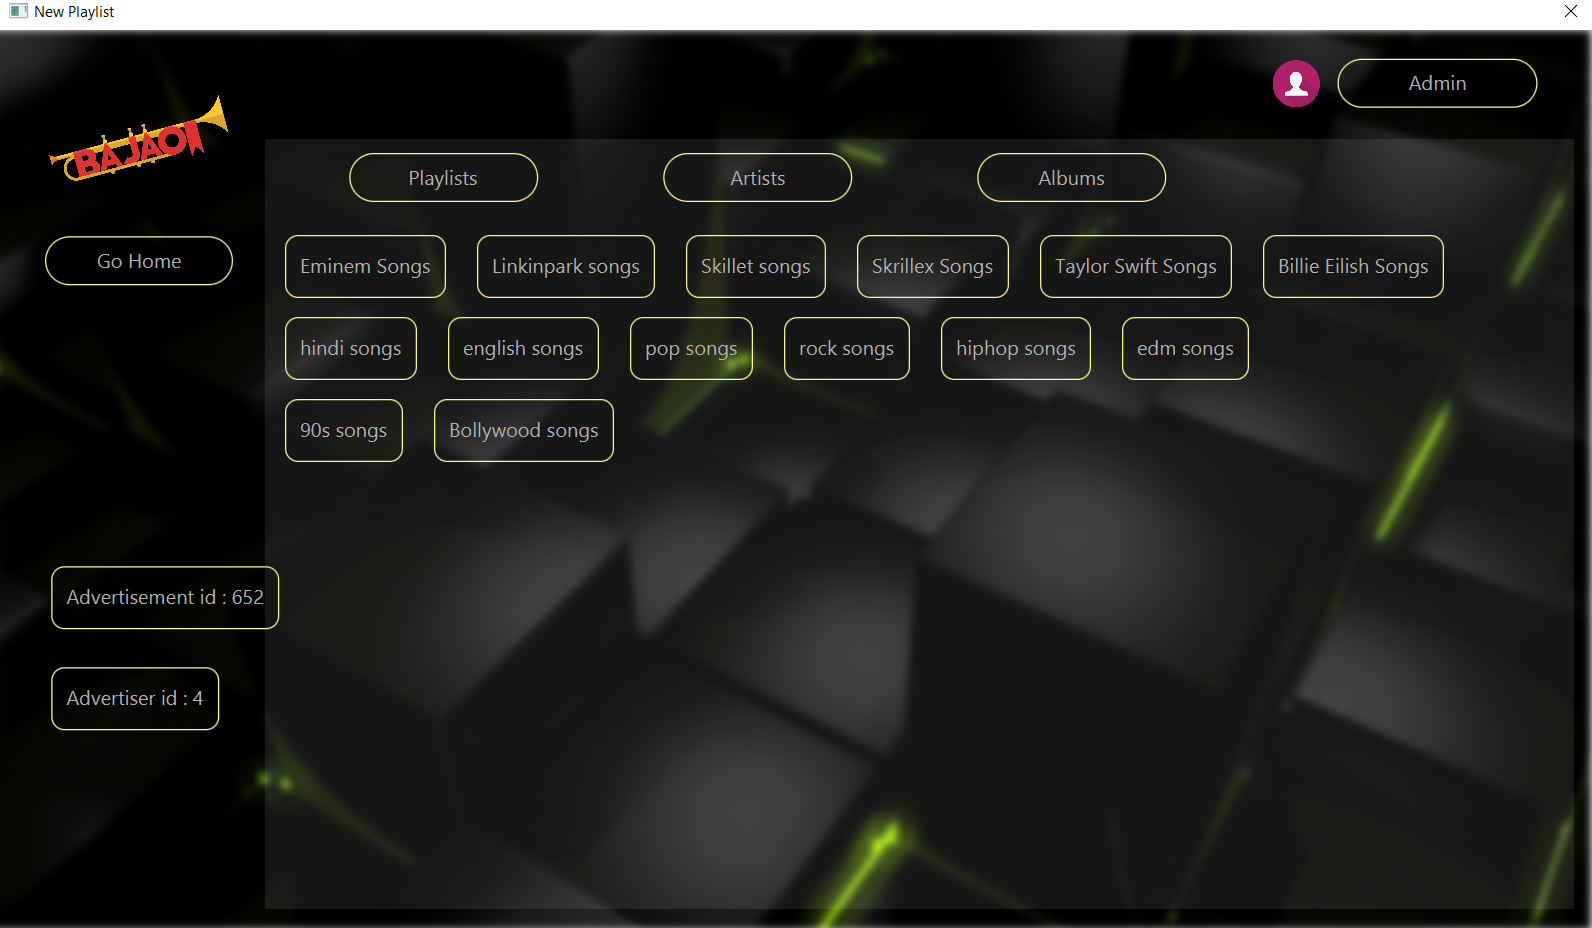 New Playlist
Admin
BAJAO
Playlists Artists Albums
Go Home
Eminem Songs Linkinpark songs Skillet songs Skrillex Songs Taylor Swift Songs Billie Eilish Songs
hindi songs english songs pop songs rock songs hiphop songs edm songs
90s songs Bollywood songs
Advertisement id : 652
Advertiser id : 4